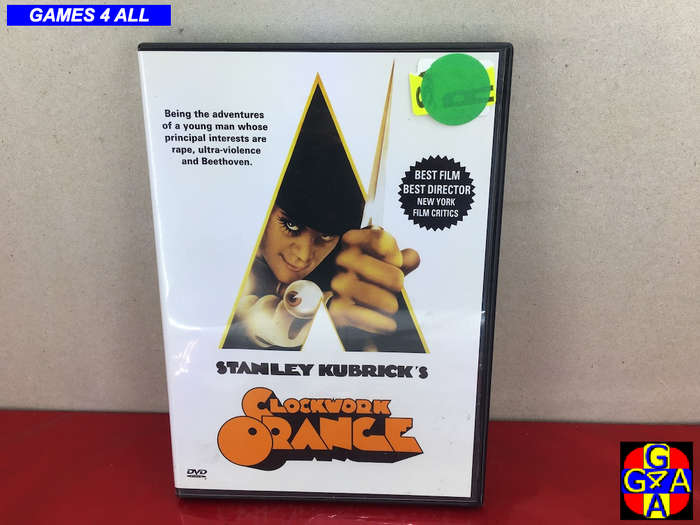 GAMES 4 ALL
Being the adventures
of a young man whose
principal interests are
rape, ultra-violence
and Beethoven.
BEST FILM
BEST DIRECTOR
NEW YORK
FILM CRITICS
STANLEY KUBRICK'S
CLOCKWORK
ORANGE
DVD
G
G4A
A